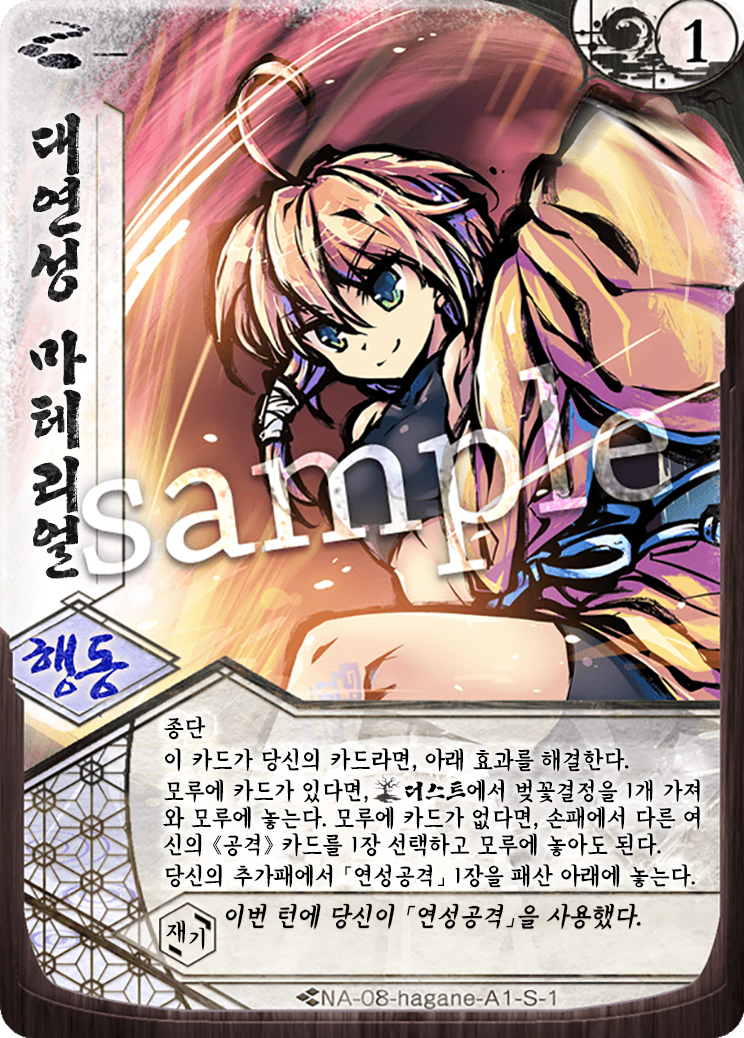 1
대연성 마테리얼
sample
행동
종단
이 카드가 당신의 카드라면, 아래 효과를 해결한다.
모루에 카드가 있다면, 더스트에서 벚꽃결정을 1개 가져
와 모루에 놓는다. 모루에 카드가 없다면, 손패에서 다른 여
신의 《공격》 카드를 1장 선택하고 모루에 놓아도 된다.
당신의 추가패에서 「연성공격」 1장을 패산 아래에 놓는다.
재기 이번 턴에 당신이 「연성공격」을 사용했다.
NA-08-hagane-A1-S-1